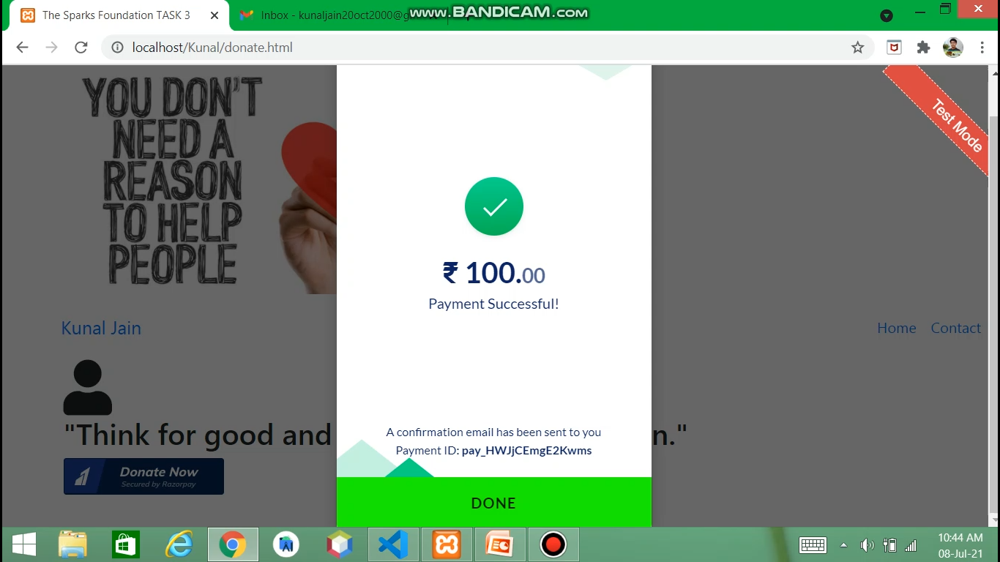 The Sparks Foundation TASK 3
Inbox - kunaljain20oct2000@g
www.BANDICAM.com
localhost/Kunal/donate.html
YOU DON'T
NEED A
REASON
TO HELP
PEOPLE
Test Mode
₹ 100.00
Payment Successful!
Kunal Jain
Home
Contact
"Think for good and
n."
Donate Now
Secured by Razorpay
A confirmation email has been sent to you
Payment ID: pay_HWJjCEmgE2Kwms
DONE
10:44 AM
08-Jul-21